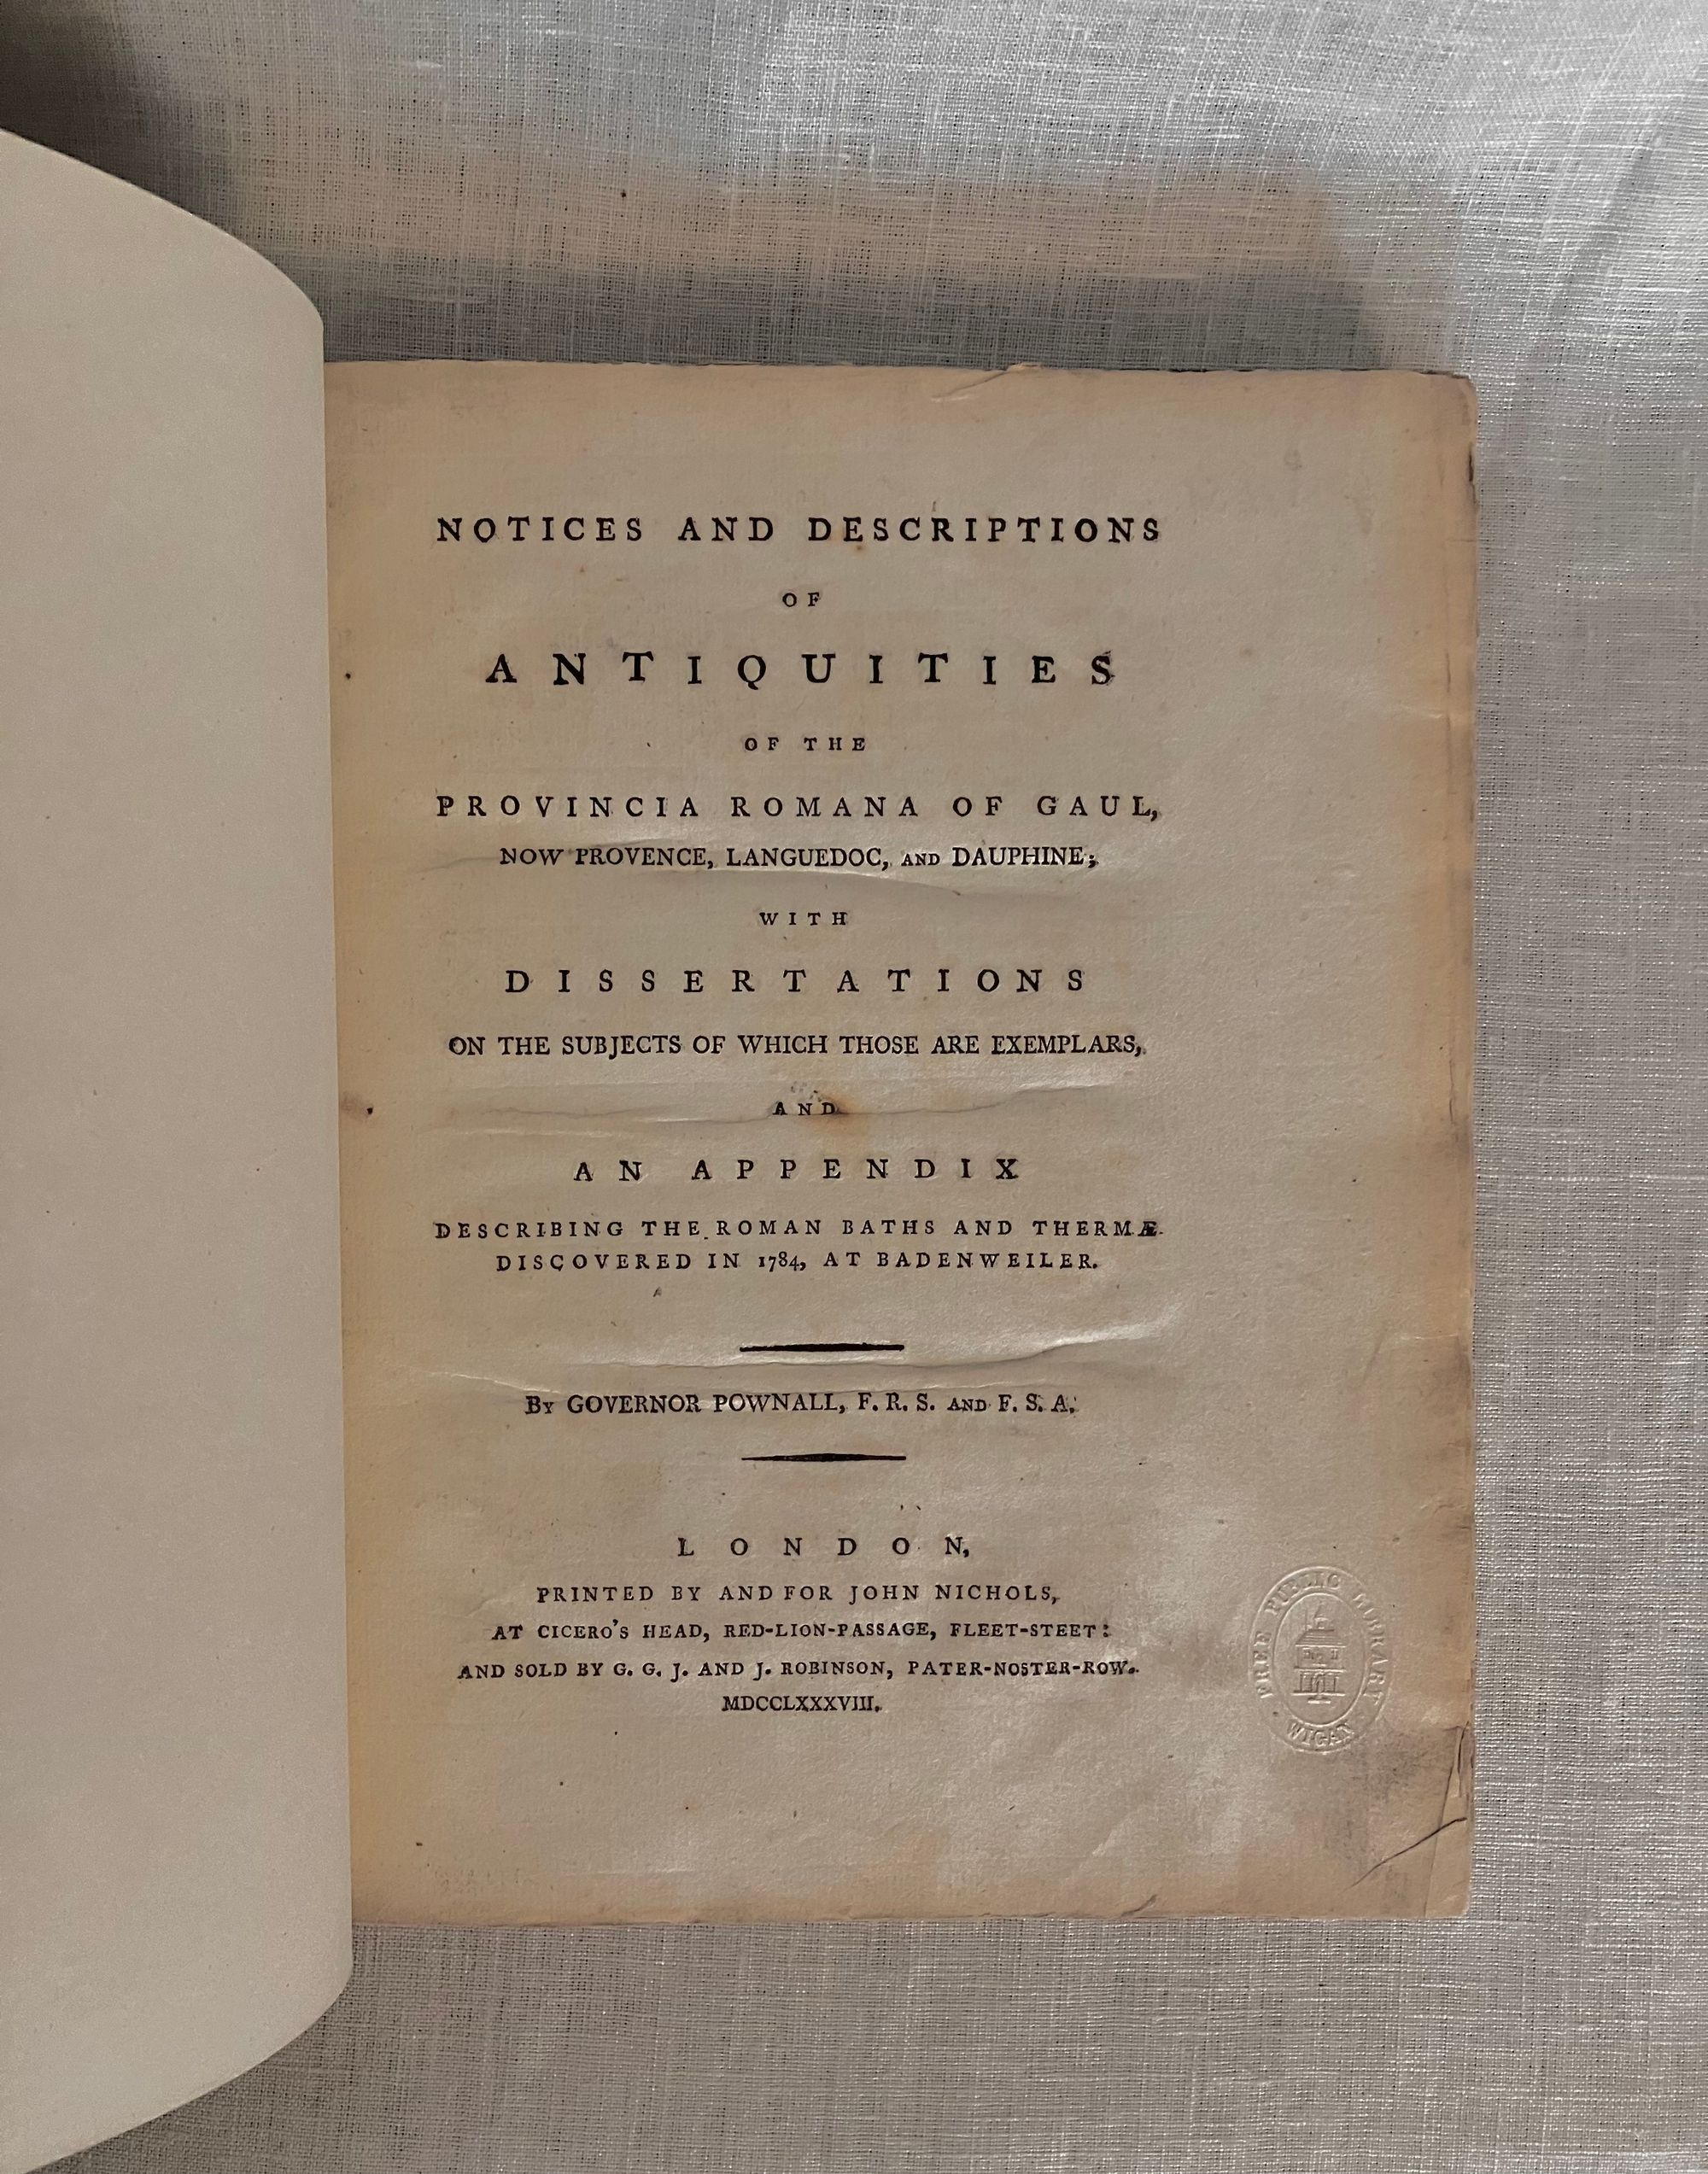 NOTICES AND DESCRIPTIONS
OF
ANTIQUITIES
OF THE
PROVINCIA ROMANA OF GAUL,
NOW PROVENCE, LANGUEDOC, AND DAUPHINE;
WITH
DISSERTATIONS
ON THE SUBJECTS OF WHICH THOSE ARE EXEMPLARS,
AND
AN APPENDIX
DESCRIBING THE ROMAN BATHS AND THERMÆ
DISCOVERED IN 1784, AT BADENWEILER.
By GOVERNOR POWNALL, F. R. S. AND F. S. A.
LONDON,
PRINTED BY AND FOR JOHN NICHOLS,
AT CICERO'S HEAD, RED-LION-PASSAGE, FLEET-STEET:
AND SOLD BY G. G. J. AND J. ROBINSON, PATER-NOSTER-ROW.
MDCCLXXXVIII.
FREE PUBLIC LIBRARY
WIGAN